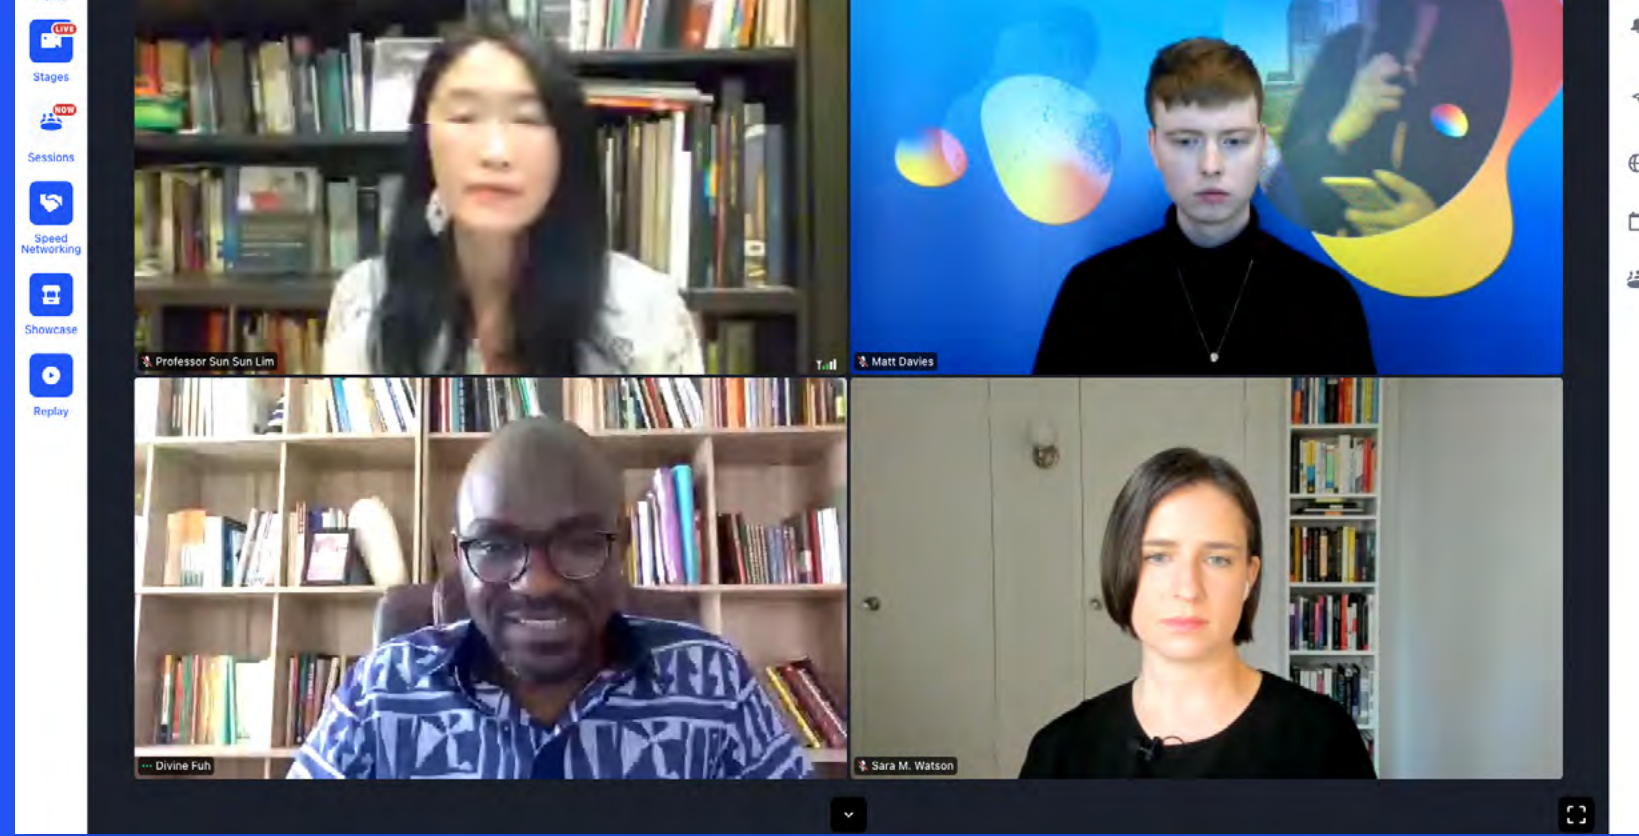 LIVE
Stages
NOW
Sessions
Speed
Networking
Showcase
Replay
Professor Sun Sun Lim
Matt Davies
Divine Fuh
Sara M. Watson